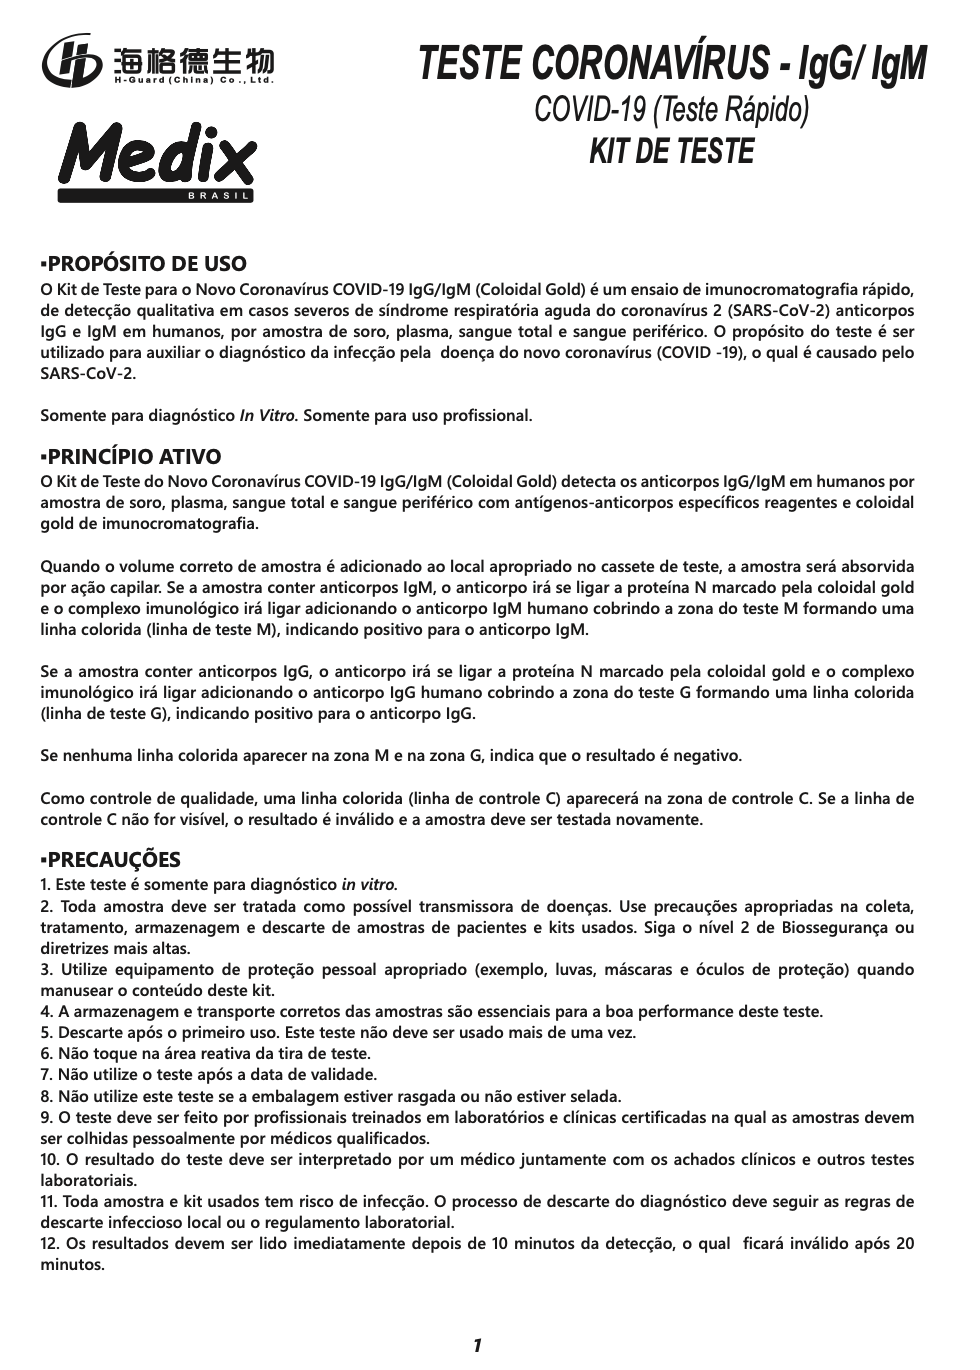 海格德生物
H-Guard(China) Co., Ltd.
Medix
BRASIL
TESTE CORONAVÍRUS - IgG/ IgM
COVID-19 (Teste Rápido)
KIT DE TESTE
▪PROPÓSITO DE USO
O Kit de Teste para o Novo Coronavírus COVID-19 IgG/IgM (Coloidal Gold) é um ensaio de imunocromatografia rápido,
de detecção qualitativa em casos severos de síndrome respiratória aguda do coronavírus 2 (SARS-CoV-2) anticorpos
IgG e IgM em humanos, por amostra de soro, plasma, sangue total e sangue periférico. O propósito do teste é ser
utilizado para auxiliar o diagnóstico da infecção pela  doença do novo coronavírus (COVID -19), o qual é causado pelo
SARS-CoV-2.
Somente para diagnóstico In Vitro. Somente para uso profissional.
▪PRINCÍPIO ATIVO
O Kit de Teste do Novo Coronavírus COVID-19 IgG/IgM (Coloidal Gold) detecta os anticorpos IgG/IgM em humanos por
amostra de soro, plasma, sangue total e sangue periférico com antígenos-anticorpos específicos reagentes e coloidal
gold de imunocromatografia.
Quando o volume correto de amostra é adicionado ao local apropriado no cassete de teste, a amostra será absorvida
por ação capilar. Se a amostra conter anticorpos IgM, o anticorpo irá se ligar a proteína N marcado pela coloidal gold
e o complexo imunológico irá ligar adicionando o anticorpo IgM humano cobrindo a zona do teste M formando uma
linha colorida (linha de teste M), indicando positivo para o anticorpo IgM.
Se a amostra conter anticorpos IgG, o anticorpo irá se ligar a proteína N marcado pela coloidal gold e o complexo
imunológico irá ligar adicionando o anticorpo IgG humano cobrindo a zona do teste G formando uma linha colorida
(linha de teste G), indicando positivo para o anticorpo IgG.
Se nenhuma linha colorida aparecer na zona M e na zona G, indica que o resultado é negativo.
Como controle de qualidade, uma linha colorida (linha de controle C) aparecerá na zona de controle C. Se a linha de
controle C não for visível, o resultado é inválido e a amostra deve ser testada novamente.
▪PRECAUÇÕES
1. Este teste é somente para diagnóstico in vitro.
2. Toda amostra deve ser tratada como possível transmissora de doenças. Use precauções apropriadas na coleta,
tratamento, armazenagem e descarte de amostras de pacientes e kits usados. Siga o nível 2 de Biossegurança ou
diretrizes mais altas.
3. Utilize equipamento de proteção pessoal apropriado (exemplo, luvas, máscaras e óculos de proteção) quando
manusear o conteúdo deste kit.
4. A armazenagem e transporte corretos das amostras são essenciais para a boa performance deste teste.
5. Descarte após o primeiro uso. Este teste não deve ser usado mais de uma vez.
6. Não toque na área reativa da tira de teste.
7. Não utilize o teste após a data de validade.
8. Não utilize este teste se a embalagem estiver rasgada ou não estiver selada.
9. O teste deve ser feito por profissionais treinados em laboratórios e clínicas certificadas na qual as amostras devem
ser colhidas pessoalmente por médicos qualificados.
10. O resultado do teste deve ser interpretado por um médico juntamente com os achados clínicos e outros testes
laboratoriais.
11. Toda amostra e kit usados tem risco de infecção. O processo de descarte do diagnóstico deve seguir as regras de
descarte infeccioso local ou o regulamento laboratorial.
12. Os resultados devem ser lido imediatamente depois de 10 minutos da detecção, o qual  ficará inválido após 20
minutos.
1